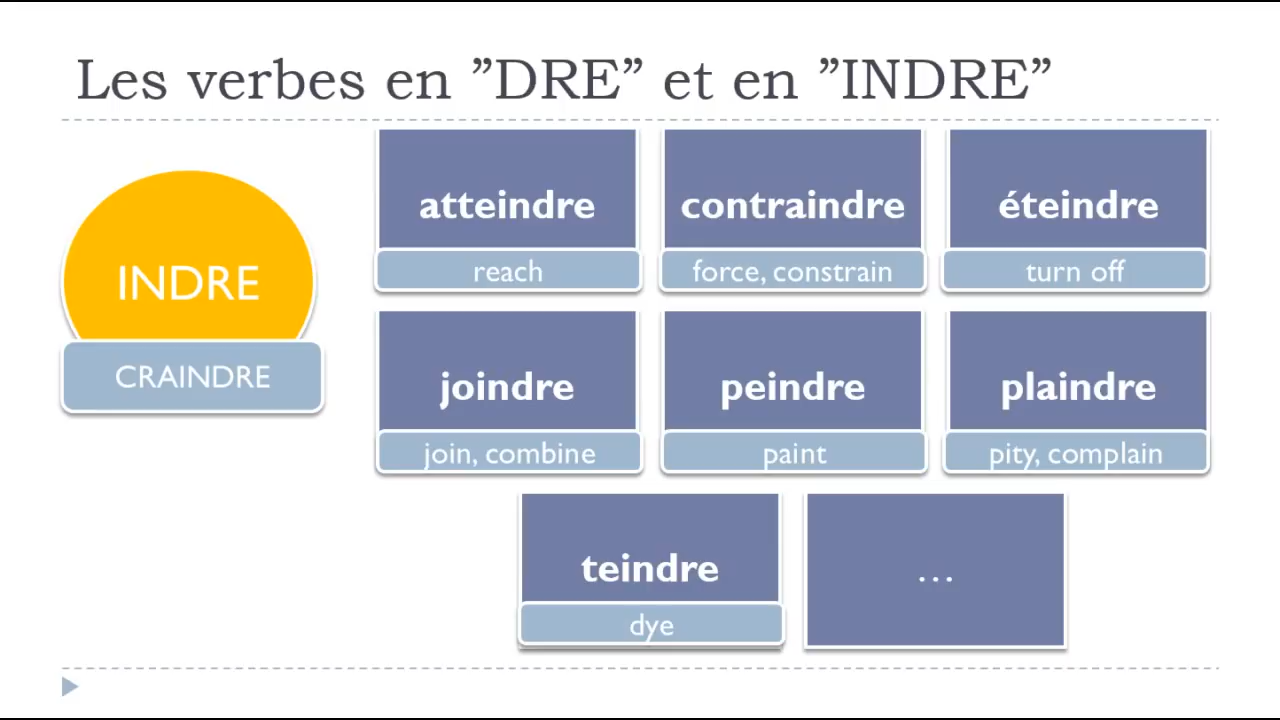 Les verbes en ”DRE” et en ”INDRE”
INDRE
CRAINDRE
atteindre
reach
contraindre
force, constrain
éteindre
turn off
joindre
join, combine
peindre
paint
plaindre
pity, complain
teindre
dye
…